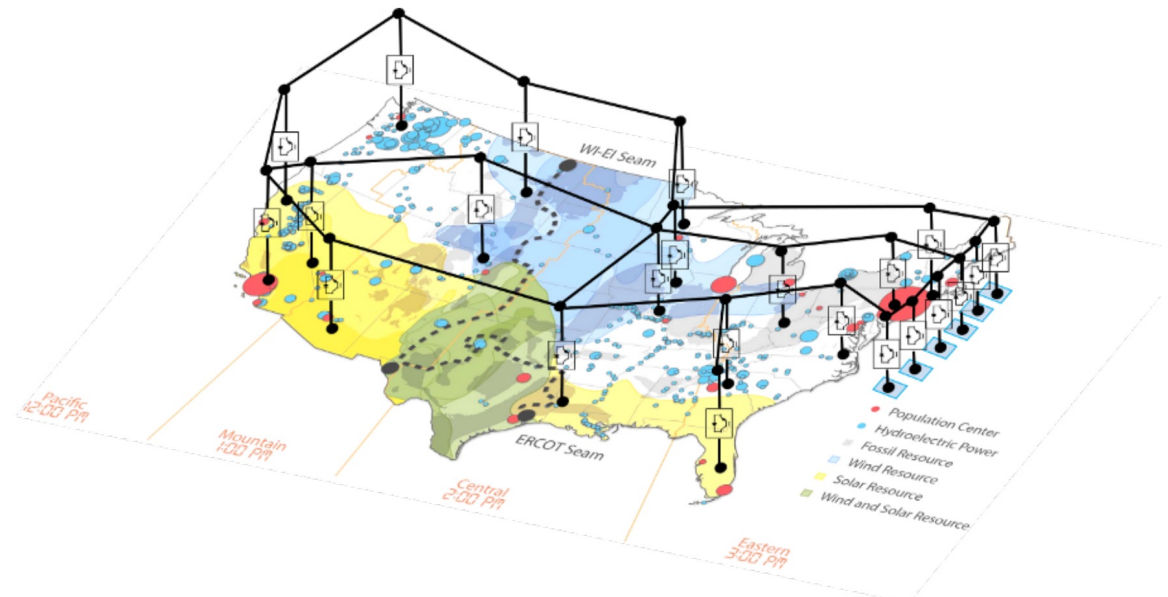 WI-EI Seam
ERCOT Seam
Pacific
12:00 PM
Mountain
1:00 PM
Central
2:00 PM
Eastern
3:00 PM
Population Center
Hydroelectric Power
Fossil Resource
Wind Resource
Solar Resource
Wind and Solar Resource